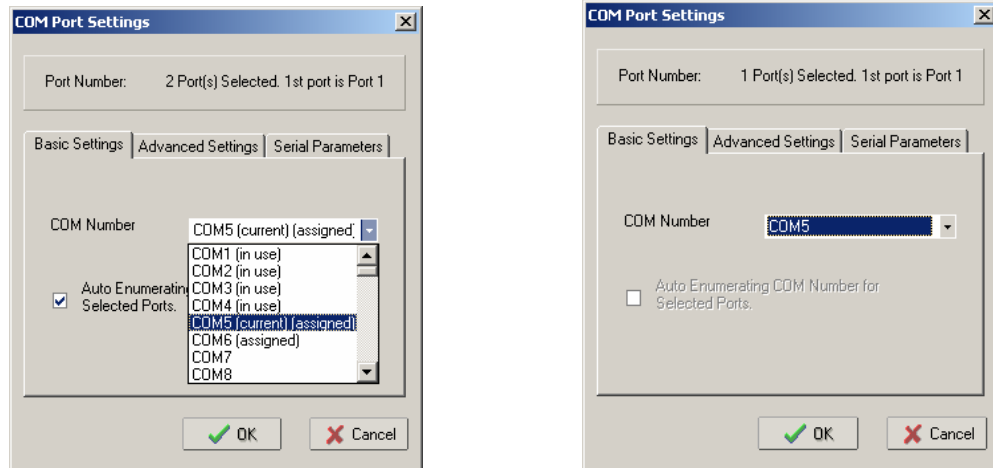 COM Port Settings
Port Number: 2 Port(s) Selected. 1st port is Port 1
Basic Settings Advanced Settings Serial Parameters
COM Number COM5 (current) (assigned)
COM1 (in use)
COM2 (in use)
Auto Enumerating COM3 (in use)
Selected Ports. COM4 (in use)
COM5 (current) (assigned)
COM6 (assigned)
COM7
COM8
OK Cancel
COM Port Settings
Port Number: 1 Port(s) Selected. 1st port is Port 1
Basic Settings Advanced Settings Serial Parameters
COM Number COM5
Auto Enumerating COM Number for
Selected Ports.
OK Cancel